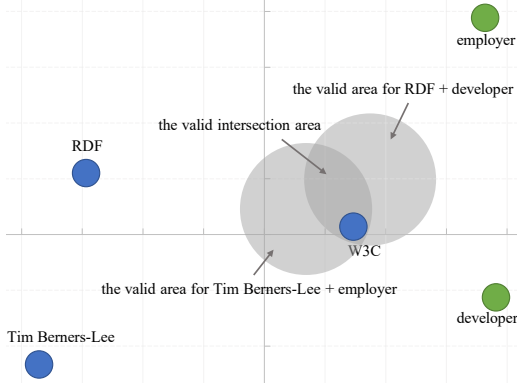 employer
the valid area for RDF + developer
the valid intersection area
RDF
W3C
the valid area for Tim Berners-Lee + employer
developer
Tim Berners-Lee